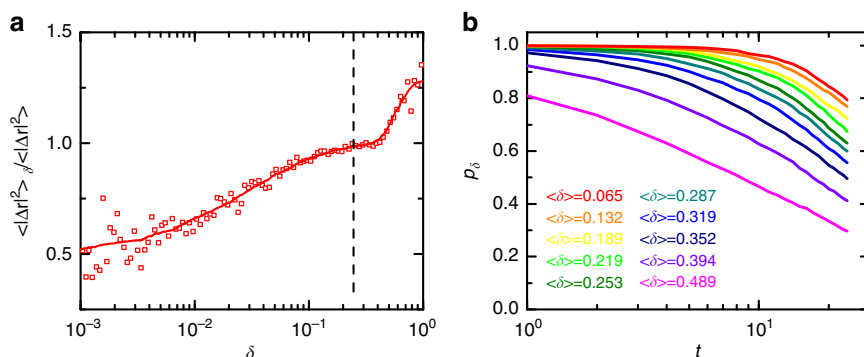 a
1.5
1.0
0.5
<|Δr|²>δ/<|Δr|²>
10⁻³ 10⁻² 10⁻¹ 10⁰
δ
b
1.0
0.8
0.6
0.4
0.2
0.0
pδ
<δ>=0.065 <δ>=0.287
<δ>=0.132 <δ>=0.319
<δ>=0.189 <δ>=0.352
<δ>=0.219 <δ>=0.394
<δ>=0.253 <δ>=0.489
10⁰ 10¹
t